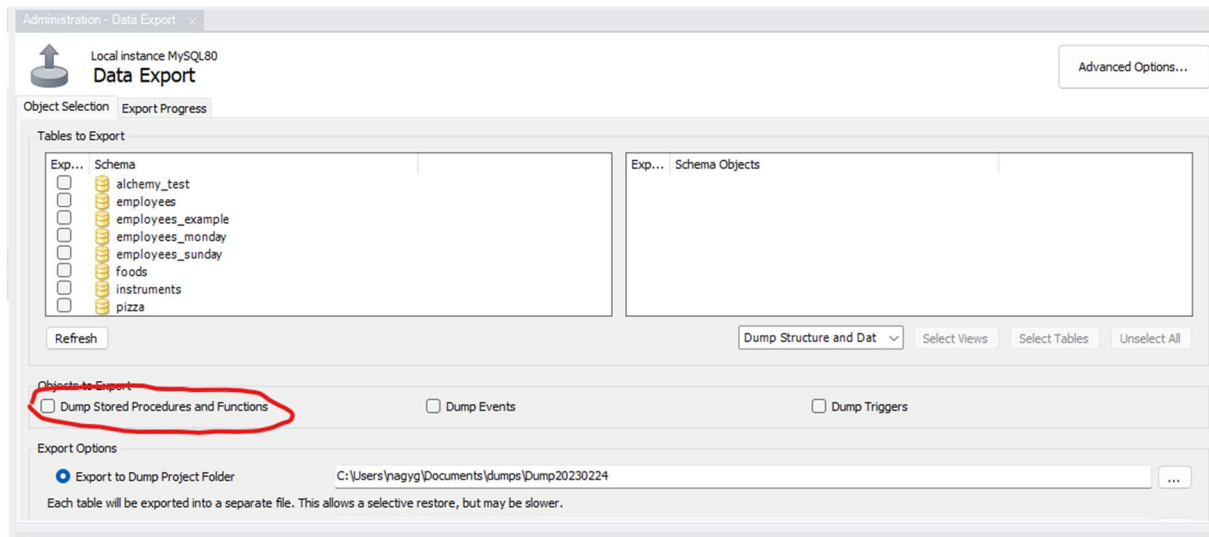 Administration - Data Export ×
Local instance MySQL80
Data Export
Advanced Options...
Object Selection Export Progress
Tables to Export
Exp... Schema
alchemy_test
employees
employees_example
employees_monday
employees_sunday
foods
instruments
pizza
Exp... Schema Objects
Refresh Dump Structure and Dat Select Views Select Tables Unselect All
Objects to Export
Dump Stored Procedures and Functions Dump Events Dump Triggers
Export Options
Export to Dump Project Folder C:\Users\nagyg\Documents\dumps\Dump20230224 ...
Each table will be exported into a separate file. This allows a selective restore, but may be slower.